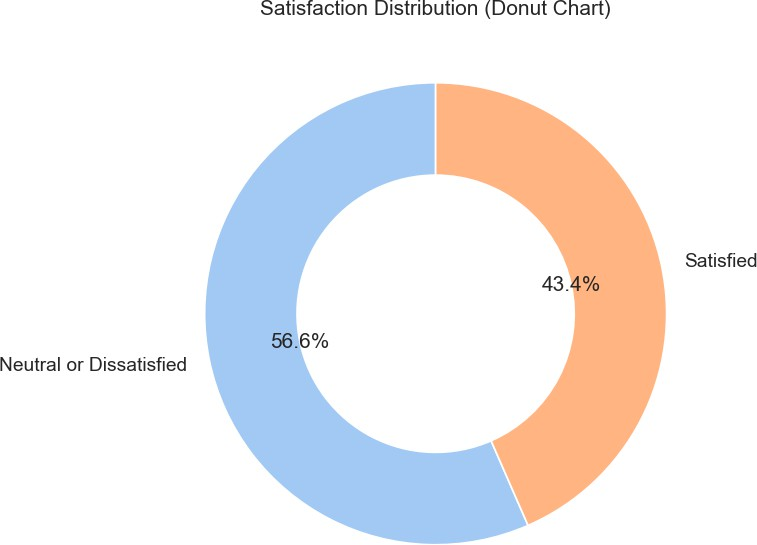 Satisfaction Distribution (Donut Chart)
Satisfied
43.4%
56.6%
Neutral or Dissatisfied